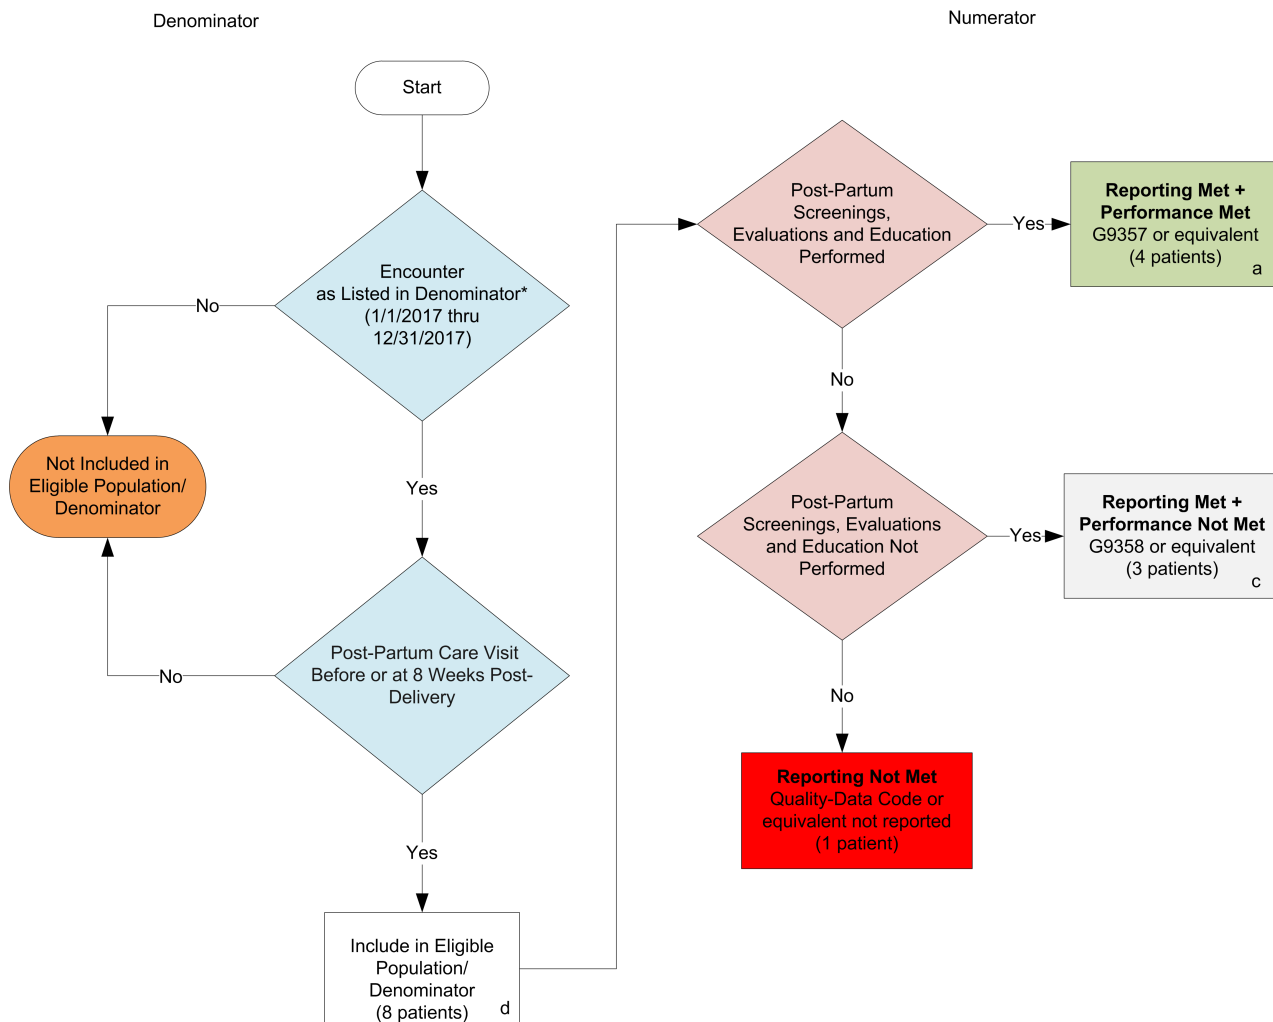 Denominator
Numerator
Start
Encounter
as Listed in Denominator*
(1/1/2017 thru
12/31/2017)
No
Not Included in
Eligible Population/
Denominator
Yes
Post-Partum Care Visit
Before or at 8 Weeks Post-
Delivery
No
Yes
Include in Eligible
Population/
Denominator
(8 patients)
d
Post-Partum
Screenings,
Evaluations and Education
Performed
Yes
Reporting Met +
Performance Met
G9357 or equivalent
(4 patients)
a
No
Post-Partum
Screenings, Evaluations
and Education Not
Performed
Yes
Reporting Met +
Performance Not Met
G9358 or equivalent
(3 patients)
c
No
Reporting Not Met
Quality-Data Code or
equivalent not reported
(1 patient)